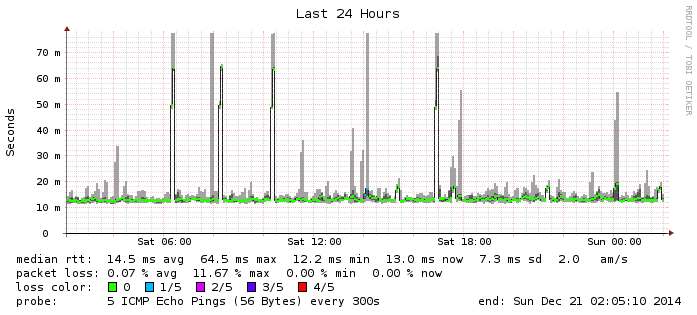 Last 24 Hours
RRDTOOL / TOBI OETIKER
Seconds
70 m
60 m
50 m
40 m
30 m
20 m
10 m
0
Sat 06:00 Sat 12:00 Sat 18:00 Sun 00:00
median rtt: 14.5 ms avg 64.5 ms max 12.2 ms min 13.0 ms now 7.3 ms sd 2.0 am/s
packet loss: 0.07 % avg 11.67 % max 0.00 % min 0.00 % now
loss color: 0 1/5 2/5 3/5 4/5
probe: 5 ICMP Echo Pings (56 Bytes) every 300s end: Sun Dec 21 02:05:10 2014